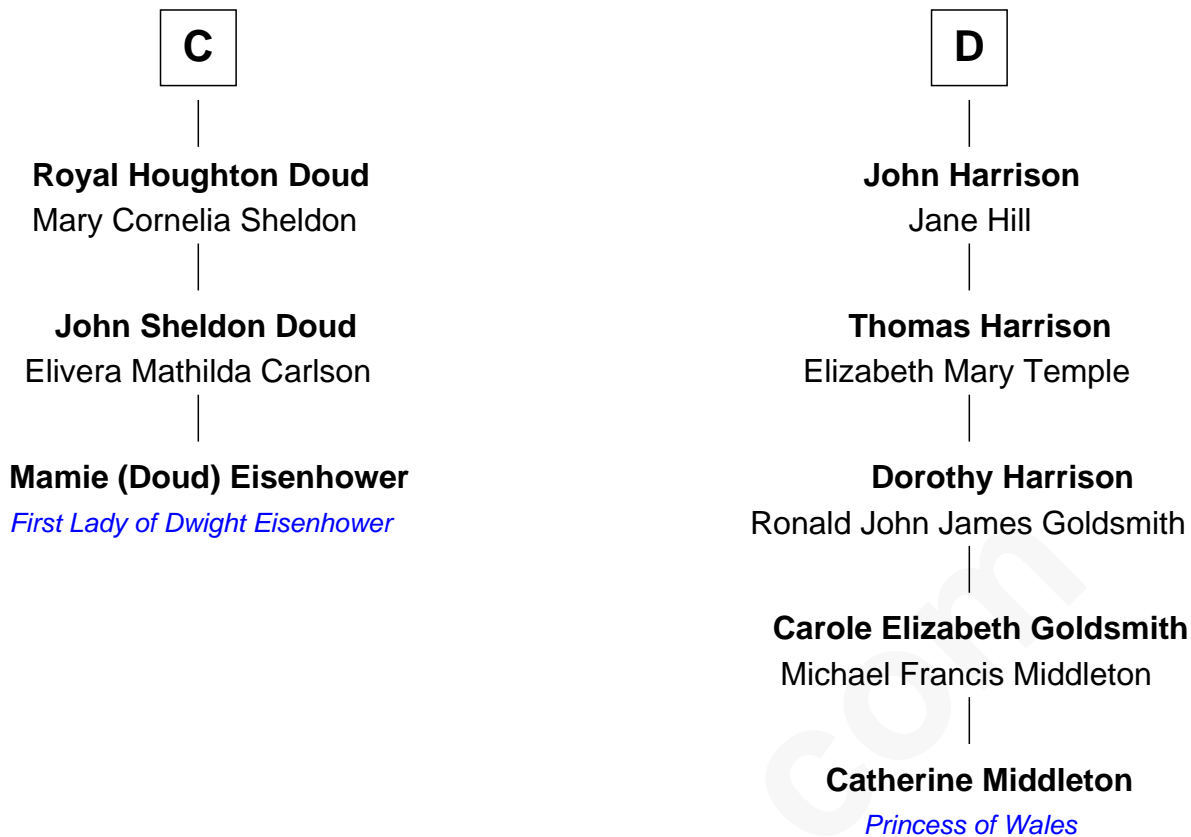 C
D
Royal Houghton Doud
Mary Cornelia Sheldon
John Harrison
Jane Hill
John Sheldon Doud
Elivera Mathilda Carlson
Thomas Harrison
Elizabeth Mary Temple
Mamie (Doud) Eisenhower
First Lady of Dwight Eisenhower
Dorothy Harrison
Ronald John James Goldsmith
Carole Elizabeth Goldsmith
Michael Francis Middleton
Catherine Middleton
Princess of Wales
com